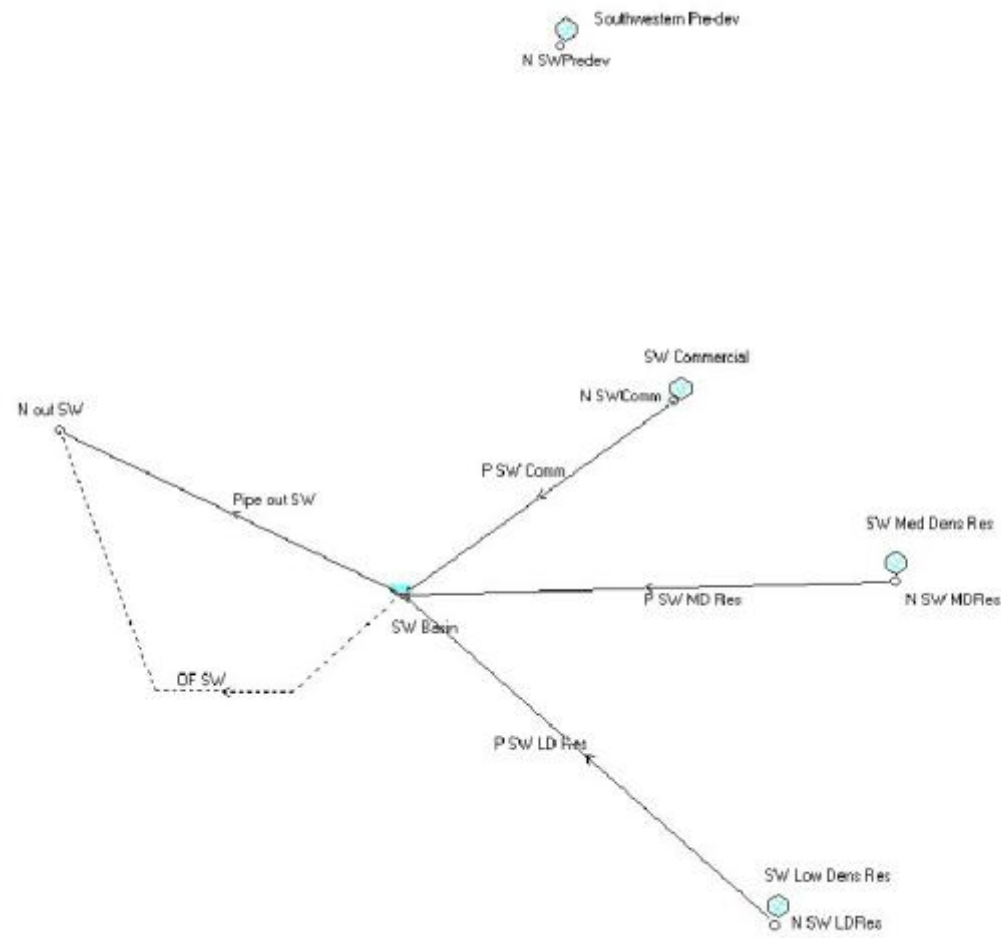 Southwestern Pre-dev
N SWPredev
SW Commercial
N SWComm
N out SW
P SW Comm
Pipe out SW
SW Med Dens Res
P SW MD Res
N SW MDRes
SW Basin
OF SW
P SW LD Res
SW Low Dens Res
N SW LDRes